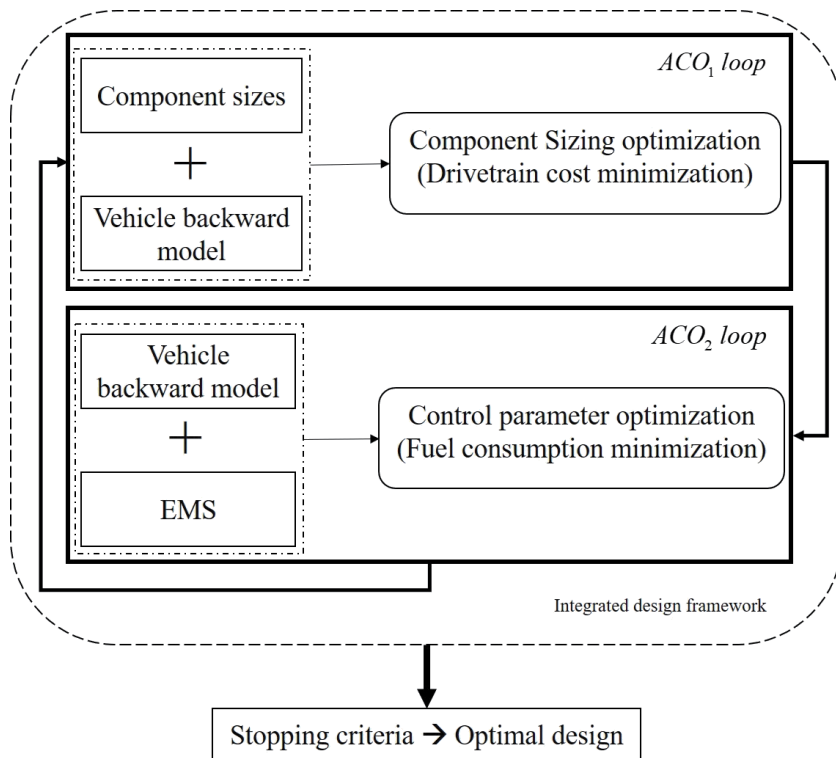 ACO₁ loop
Component sizes
+
Vehicle backward
model
Component Sizing optimization
(Drivetrain cost minimization)
ACO₂ loop
Vehicle
backward model
+
EMS
Control parameter optimization
(Fuel consumption minimization)
Integrated design framework
Stopping criteria → Optimal design